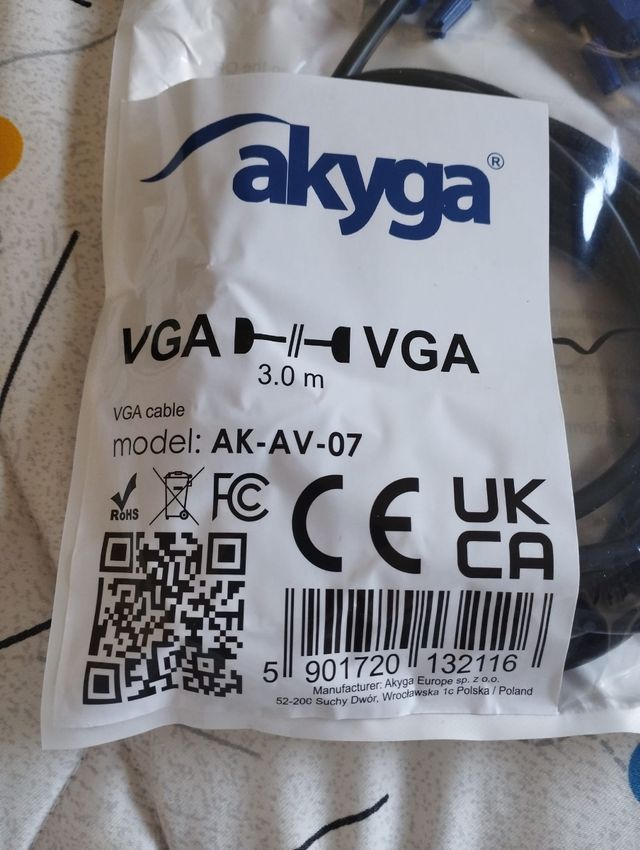 akyga®
VGA VGA
3.0 m
VGA cable
model: AK-AV-07
RoHS FC CE UK
CA
5 901720 132116
Manufacturer: Akyga Europe sp. z o.o.
52-200 Suchy Dwór, Wrocławska 1c Polska / Poland